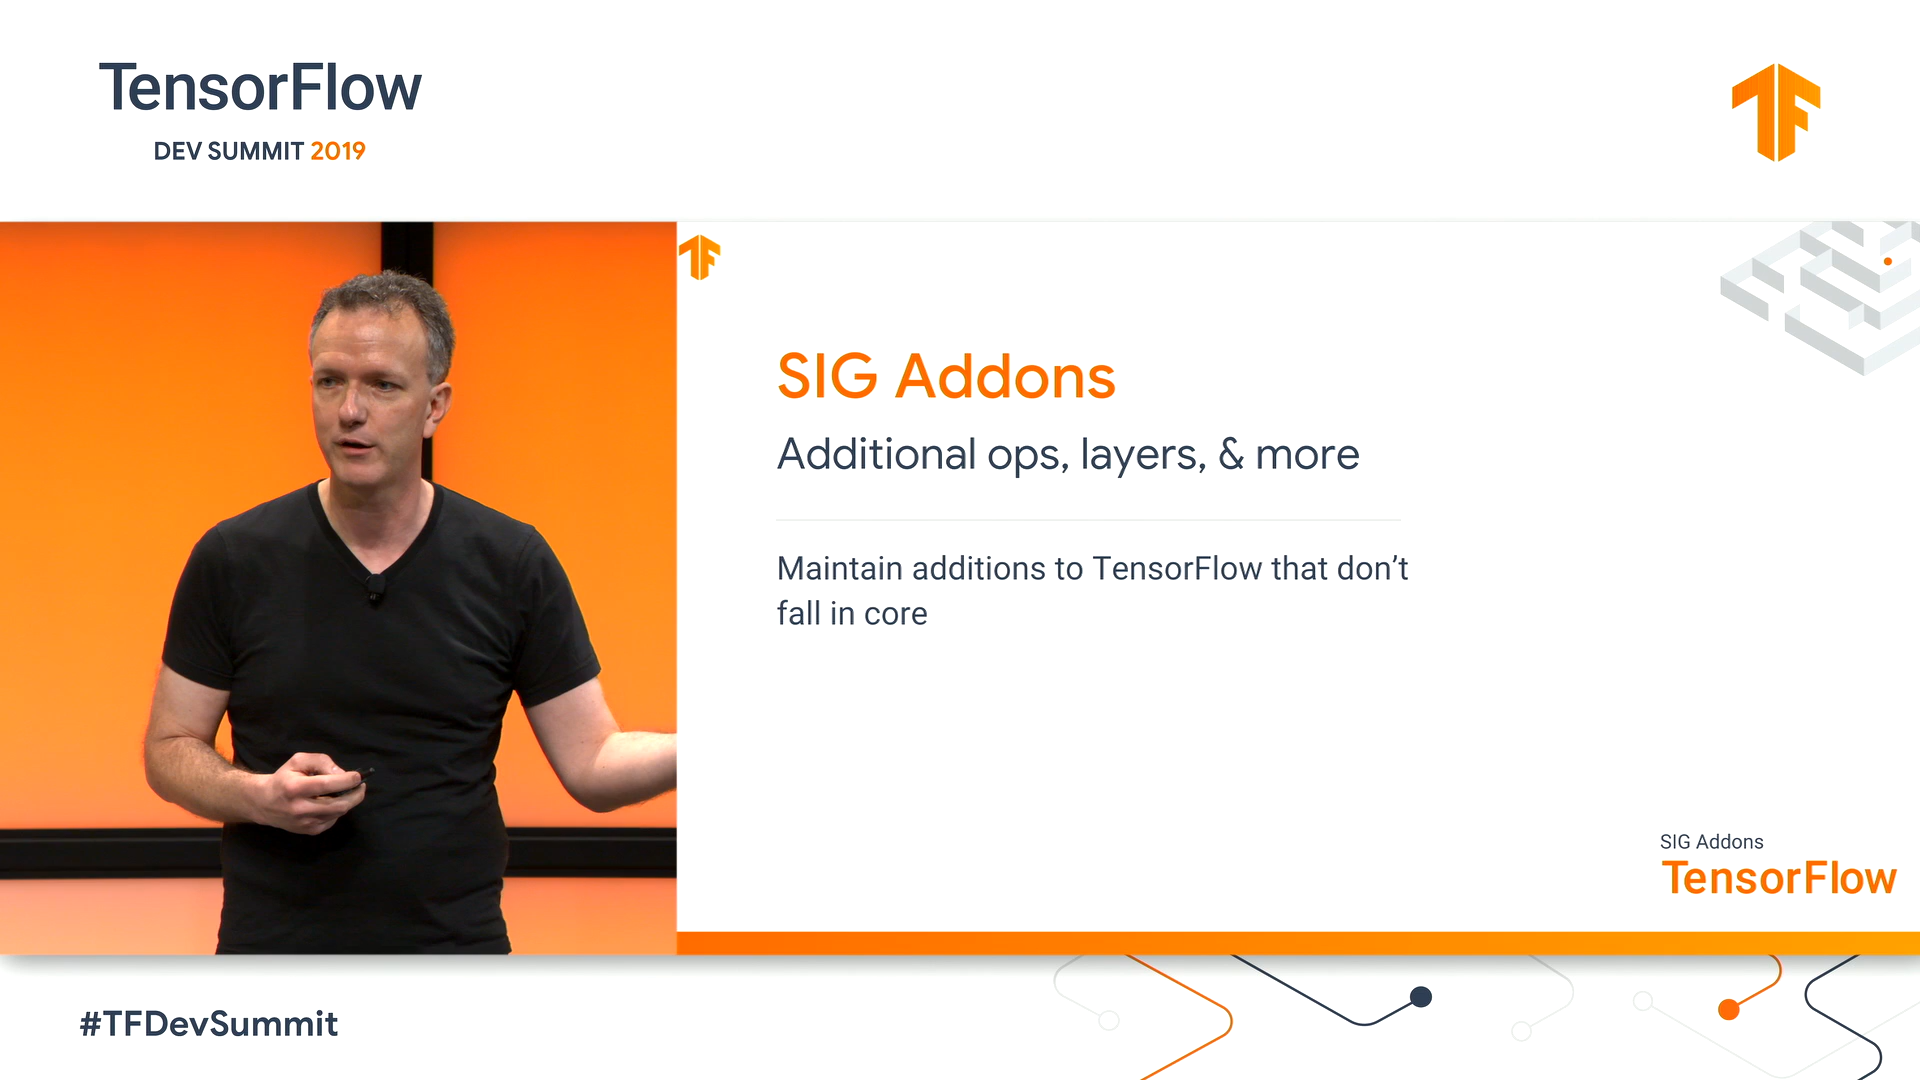 TensorFlow
DEV SUMMIT 2019
SIG Addons
Additional ops, layers, & more
Maintain additions to TensorFlow that don’t
fall in core
SIG Addons
TensorFlow
#TFDevSummit